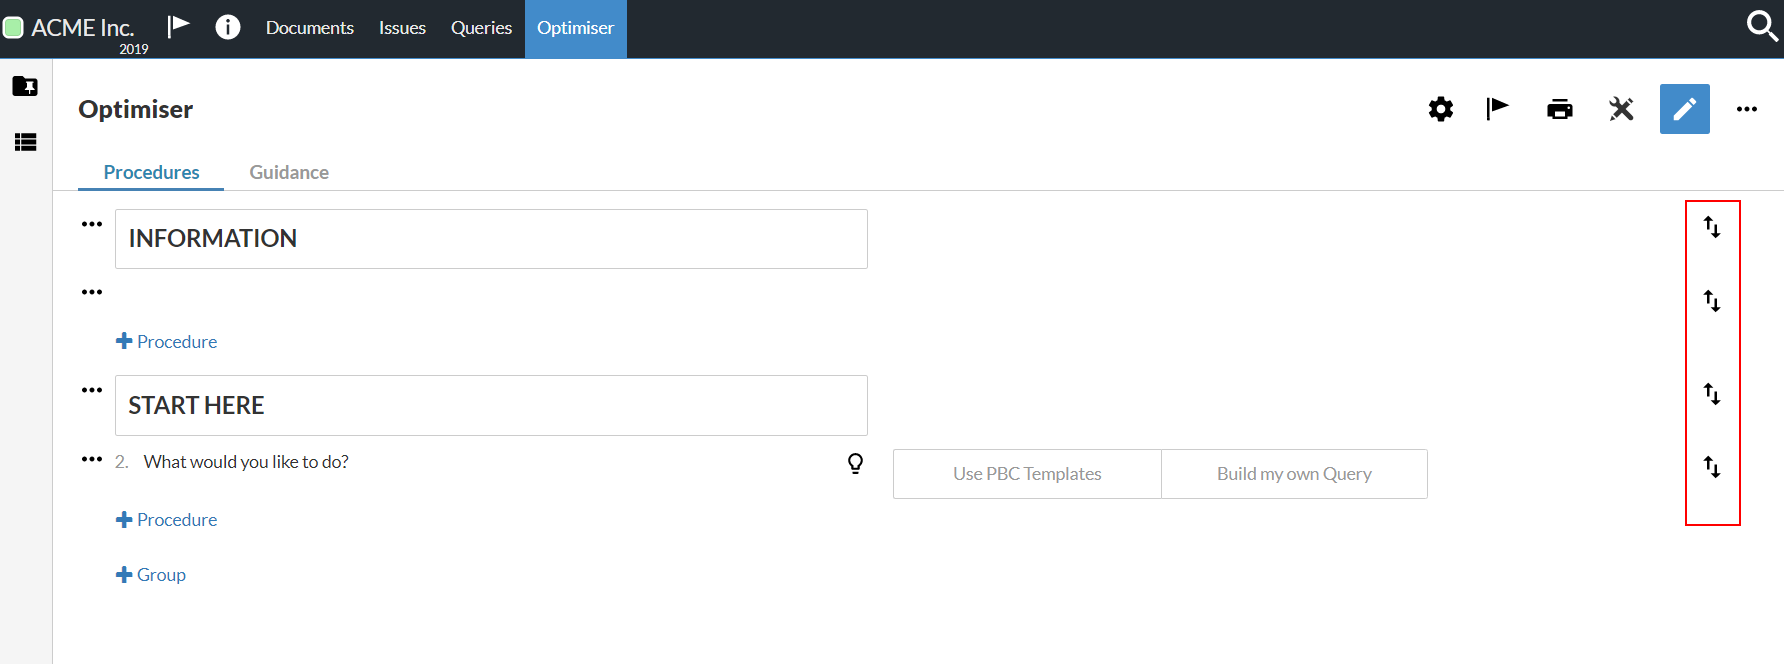 ACME Inc. Documents Issues Queries Optimiser
2019
Optimiser
Procedures Guidance
INFORMATION
Procedure
START HERE
2. What would you like to do? Use PBC Templates Build my own Query
Procedure
Group